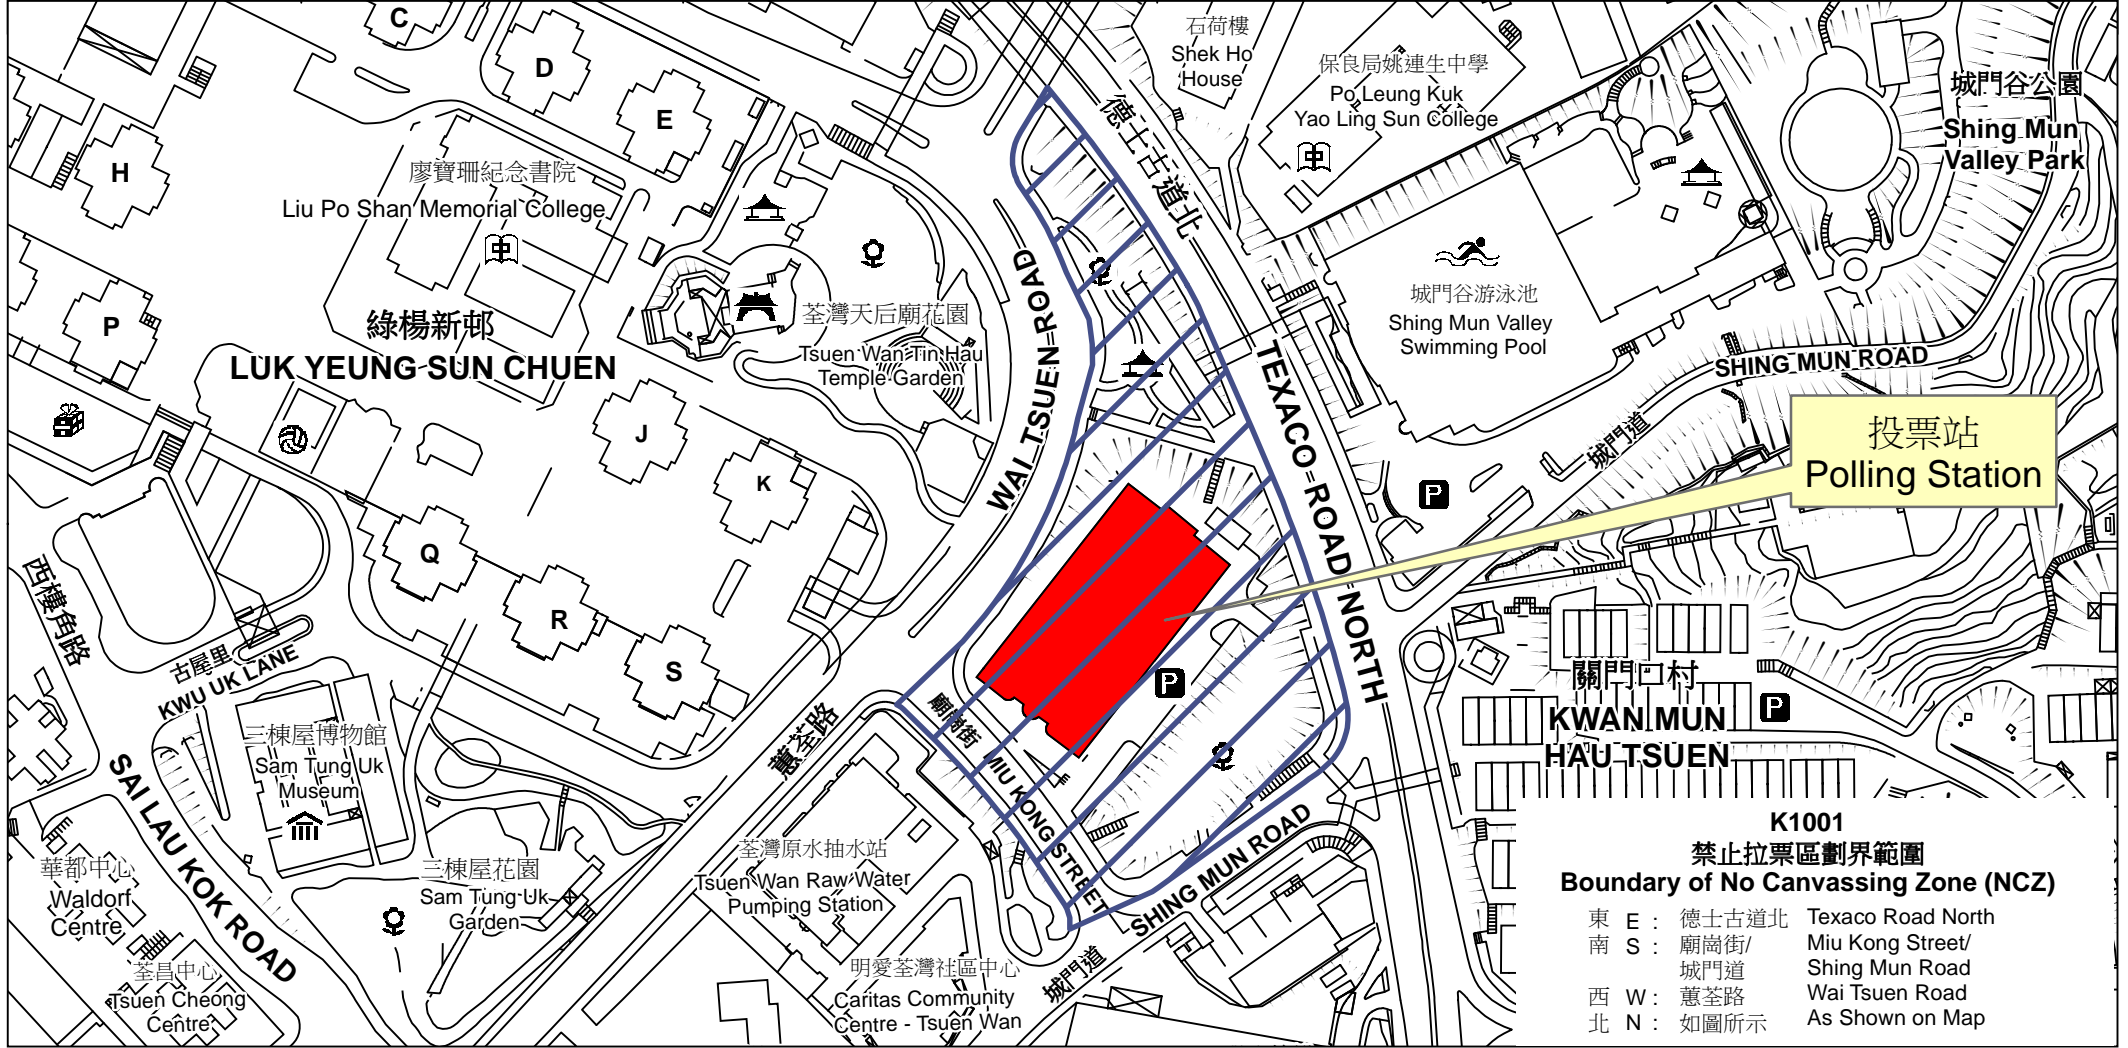 C
D
E
H
P
廖寶珊紀念書院
Liu Po Shan Memorial College
中
綠楊新邨
LUK YEUNG SUN CHUEN
荃灣天后廟花園
Tsuen Wan Tin Hau
Temple Garden
J
K
Q
R
S
石荷樓
Shek Ho
House
保良局姚連生中學
Po Leung Kuk
Yao Ling Sun College
中
城門谷公園
Shing Mun
Valley Park
德士古道北
TEXACO ROAD NORTH
WAI TSUEN ROAD
蕙荃路
城門谷游泳池
Shing Mun Valley
Swimming Pool
SHING MUN ROAD
城門道
投票站
Polling Station
P
P
P
關門口村
KWAN MUN
HAU TSUEN
西樓角路
SAI LAU KOK ROAD
古屋里
KWU UK LANE
三棟屋博物館
Sam Tung Uk
Museum
三棟屋花園
Sam Tung Uk
Garden
華都中心
Waldorf
Centre
荃昌中心
Tsuen Cheong
Centre
廟崗街
MIU KONG STREET
荃灣原水抽水站
Tsuen Wan Raw Water
Pumping Station
明愛荃灣社區中心
Caritas Community
Centre - Tsuen Wan
城門道
SHING MUN ROAD
K1001
禁止拉票區劃界範圍
Boundary of No Canvassing Zone (NCZ)
東 E : 德士古道北 Texaco Road North
南 S : 廟崗街/ Miu Kong Street/
城門道 Shing Mun Road
西 W : 蕙荃路 Wai Tsuen Road
北 N : 如圖所示 As Shown on Map